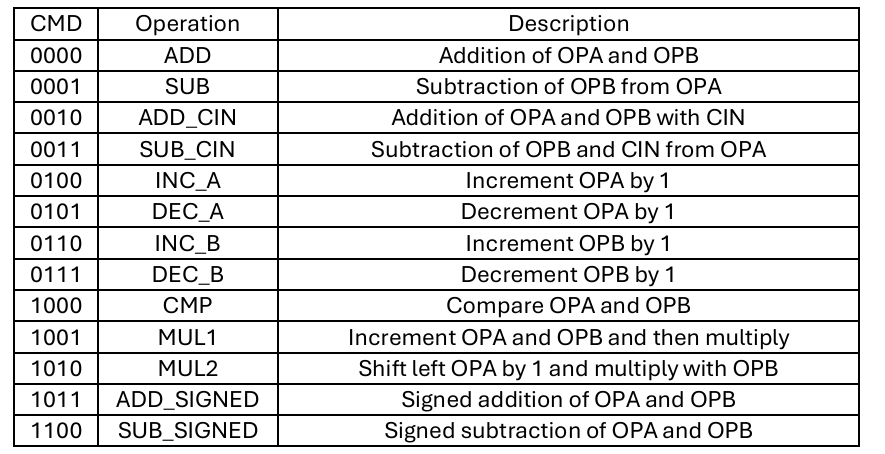 CMD Operation Description
0000 ADD Addition of OPA and OPB
0001 SUB Subtraction of OPB from OPA
0010 ADD_CIN Addition of OPA and OPB with CIN
0011 SUB_CIN Subtraction of OPB and CIN from OPA
0100 INC_A Increment OPA by 1
0101 DEC_A Decrement OPA by 1
0110 INC_B Increment OPB by 1
0111 DEC_B Decrement OPB by 1
1000 CMP Compare OPA and OPB
1001 MUL1 Increment OPA and OPB and then multiply
1010 MUL2 Shift left OPA by 1 and multiply with OPB
1011 ADD_SIGNED Signed addition of OPA and OPB
1100 SUB_SIGNED Signed subtraction of OPA and OPB